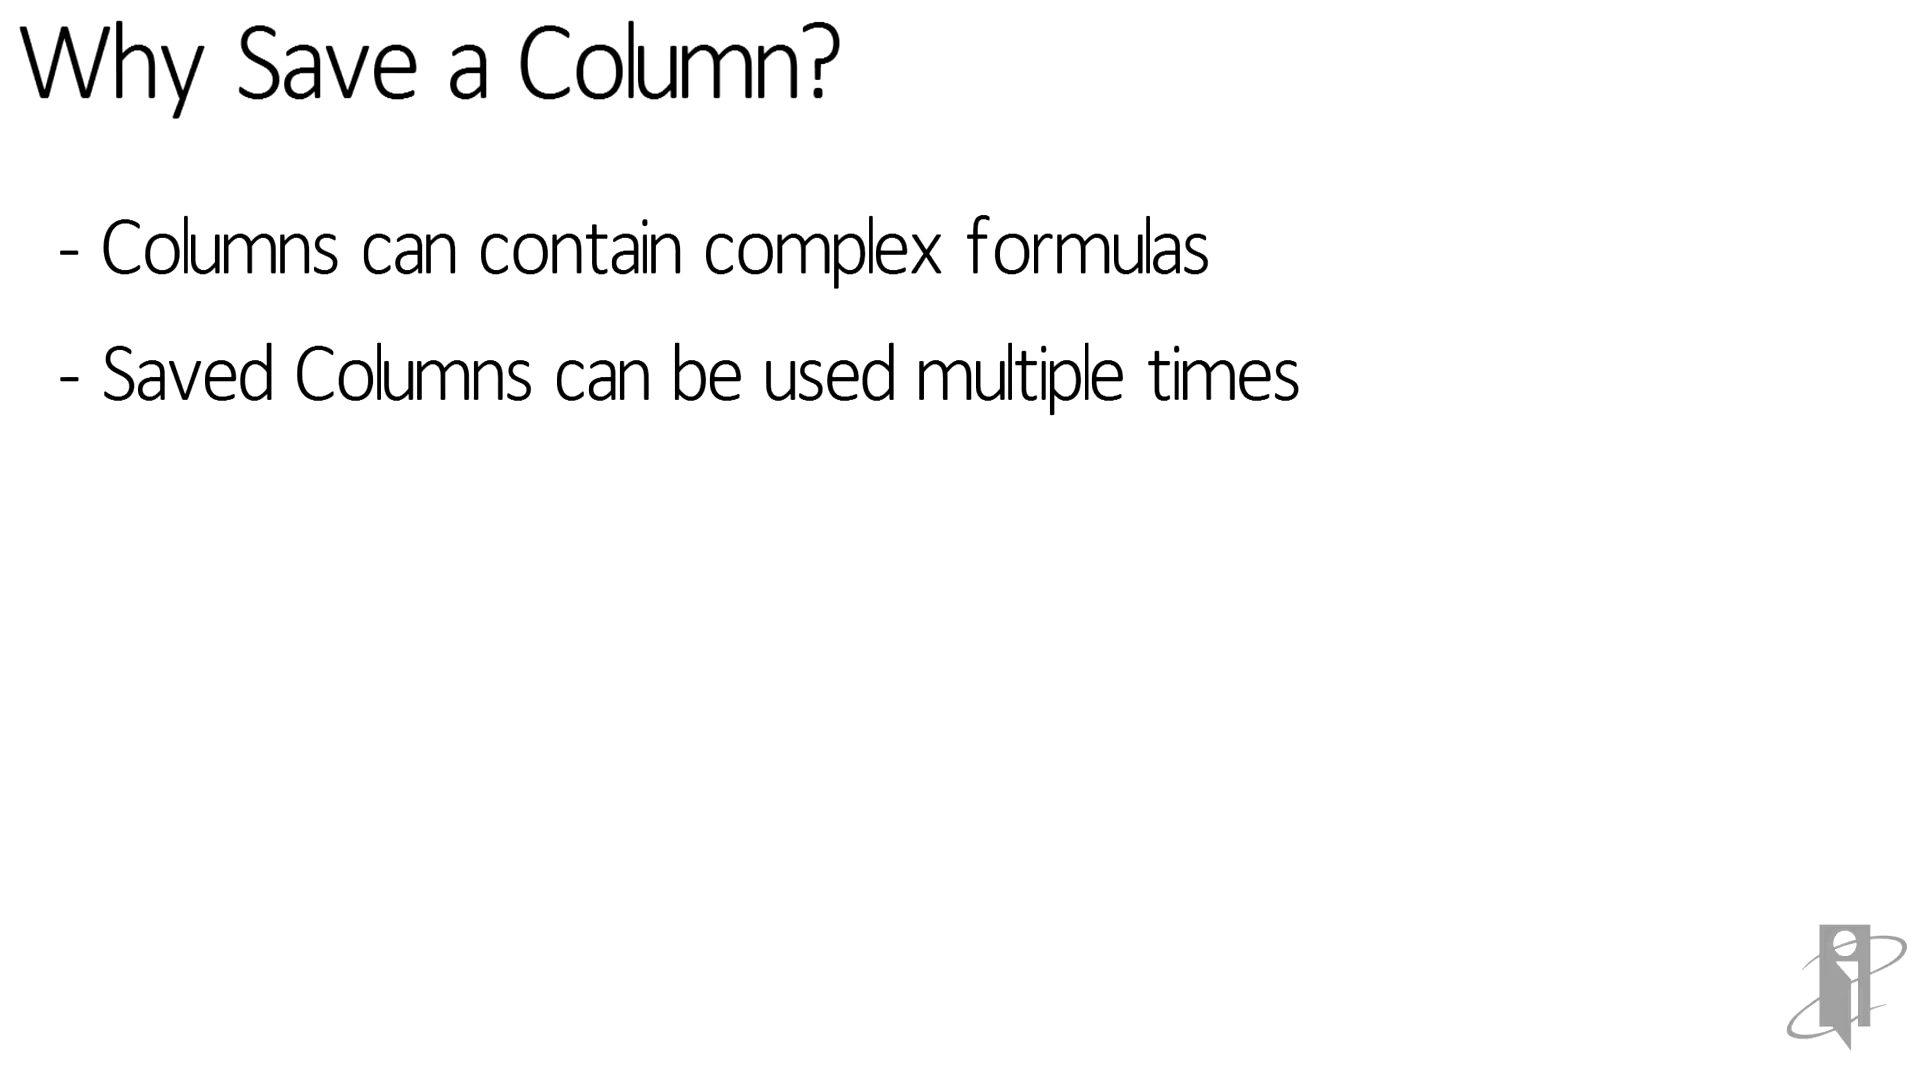 Why Save a Column?
- Columns can contain complex formulas
- Saved Columns can be used multiple times